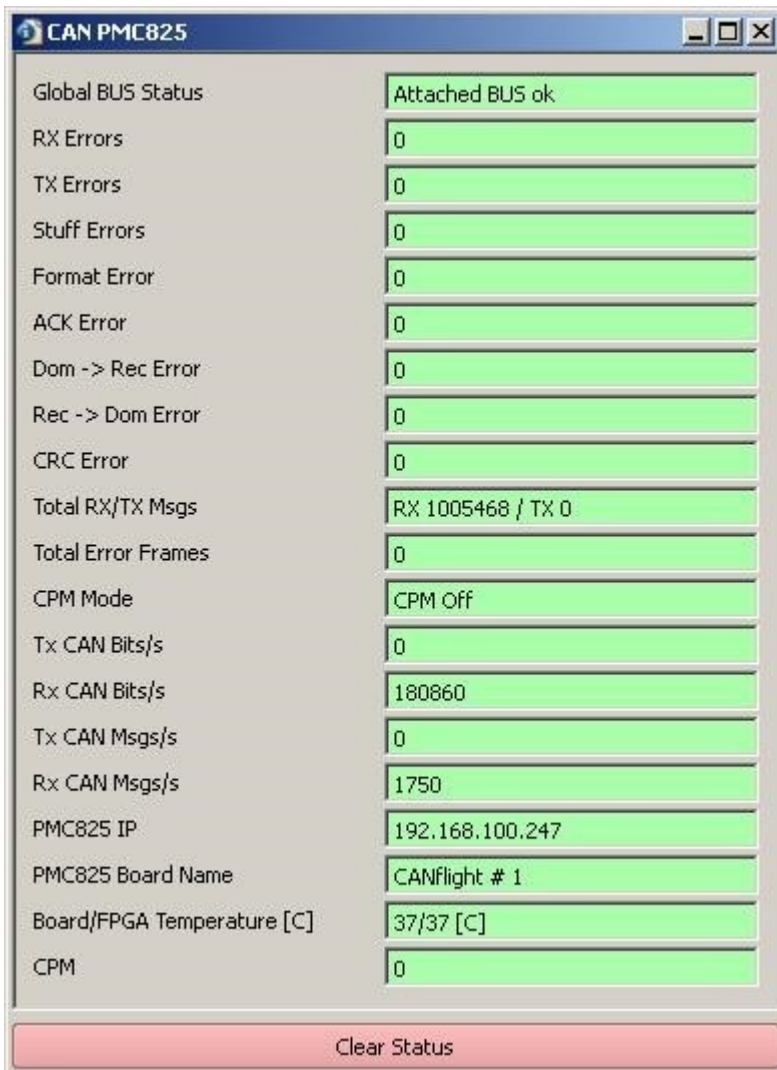 CAN PMC825
Global BUS Status Attached BUS ok
RX Errors 0
TX Errors 0
Stuff Errors 0
Format Error 0
ACK Error 0
Dom -> Rec Error 0
Rec -> Dom Error 0
CRC Error 0
Total RX/TX Msgs RX 1005468 / TX 0
Total Error Frames 0
CPM Mode CPM Off
Tx CAN Bits/s 0
Rx CAN Bits/s 180860
Tx CAN Msgs/s 0
Rx CAN Msgs/s 1750
PMC825 IP 192.168.100.247
PMC825 Board Name CANflight # 1
Board/FPGA Temperature [C] 37/37 [C]
CPM 0
Clear Status